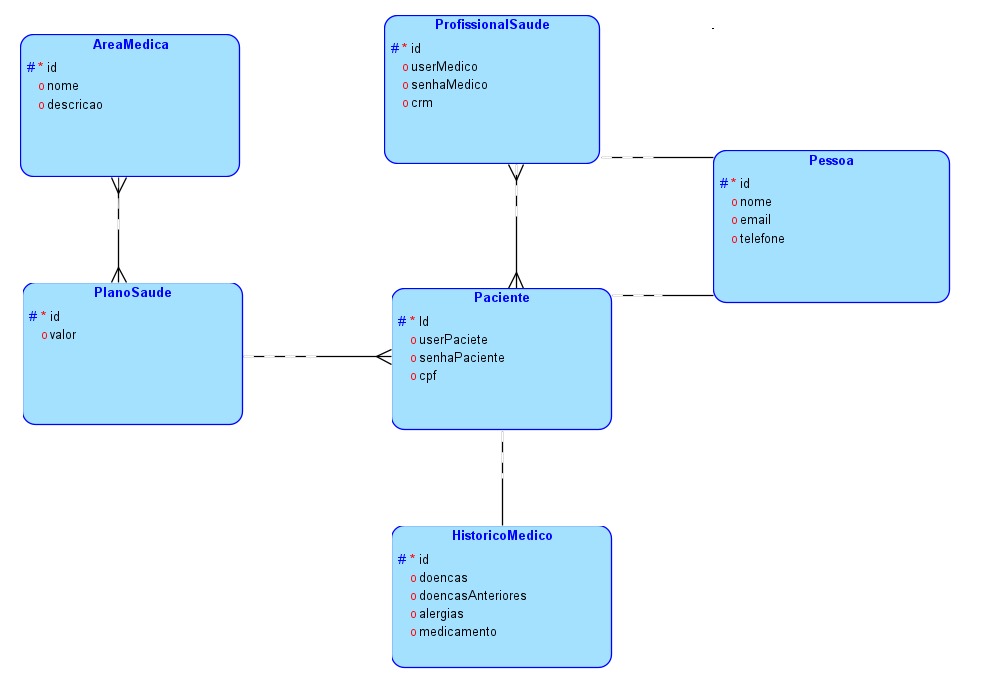 AreaMedica
# * id
o nome
o descricao
ProfissionalSaude
# * id
o userMedico
o senhaMedico
o crm
Pessoa
# * id
o nome
o email
o telefone
PlanoSaude
# * id
o valor
Paciente
# * Id
o userPaciete
o senhaPaciente
o cpf
HistoricoMedico
# * id
o doencas
o doencasAnteriores
o alergias
o medicamento